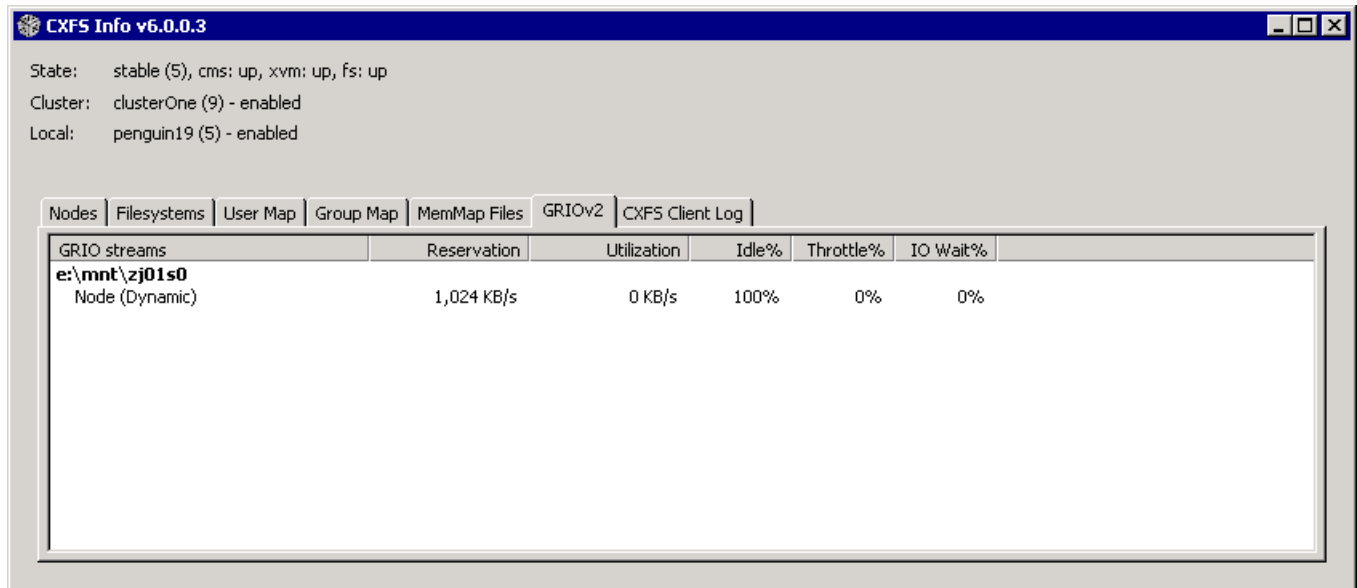 CXFS Info v6.0.0.3
State: stable (5), cms: up, xvm: up, fs: up
Cluster: clusterOne (9) - enabled
Local: penguin19 (5) - enabled
Nodes Filesystems User Map Group Map MemMap Files GRIOv2 CXFS Client Log
GRIO streams Reservation Utilization Idle% Throttle% IO Wait%
e:\mnt\zj01s0
Node (Dynamic) 1,024 KB/s 0 KB/s 100% 0% 0%